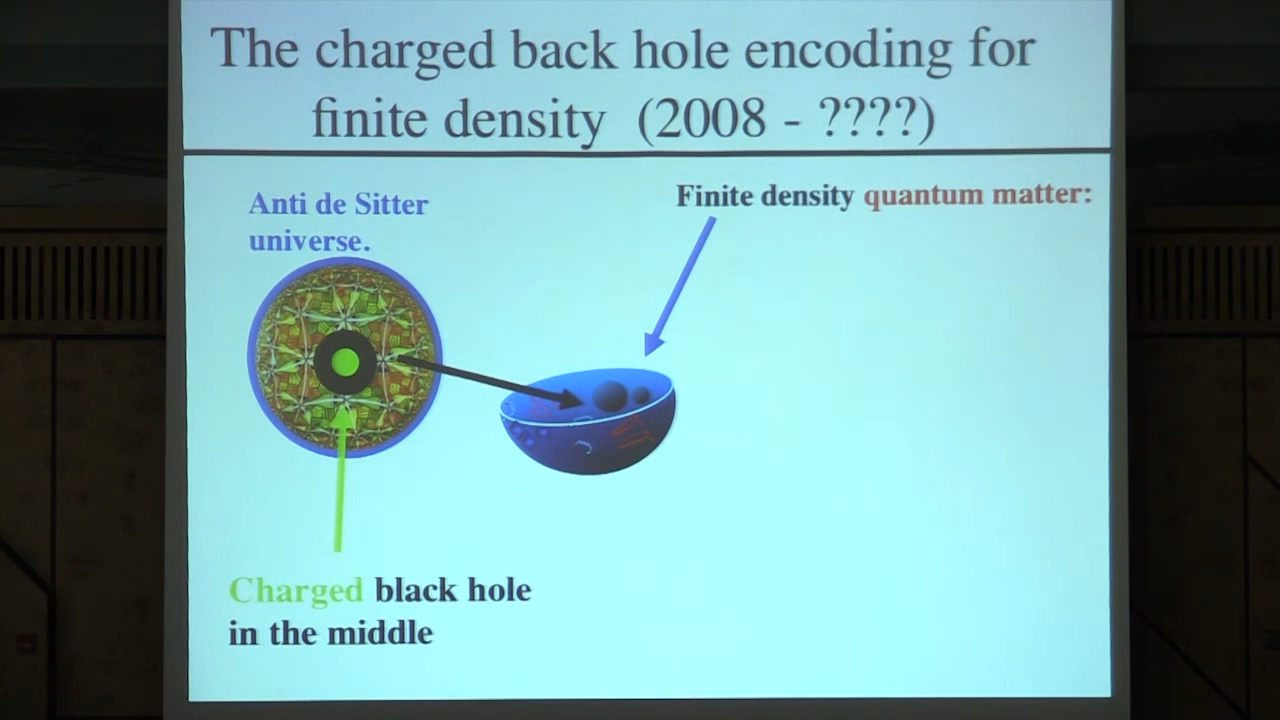 The charged back hole encoding for
finite density (2008 - ????)
Anti de Sitter
universe.
Finite density quantum matter:
Charged black hole
in the middle